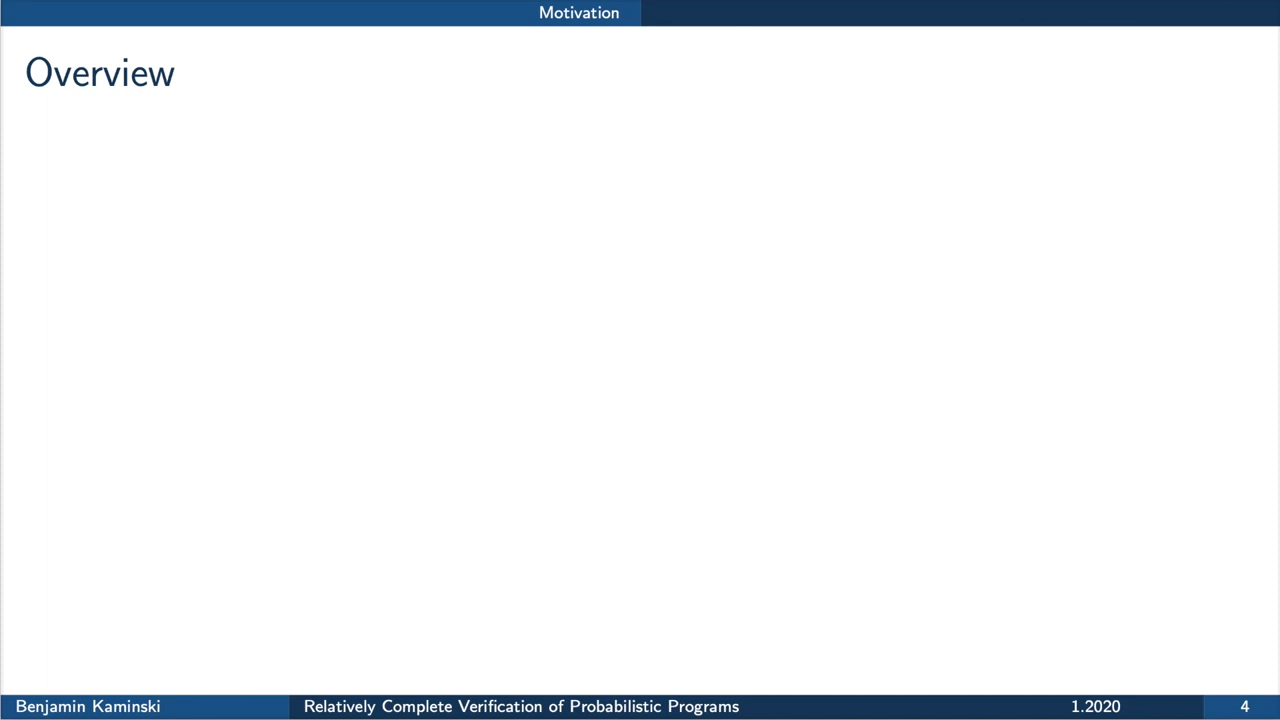 Motivation
Overview
Benjamin Kaminski
Relatively Complete Verification of Probabilistic Programs
1.2020
4